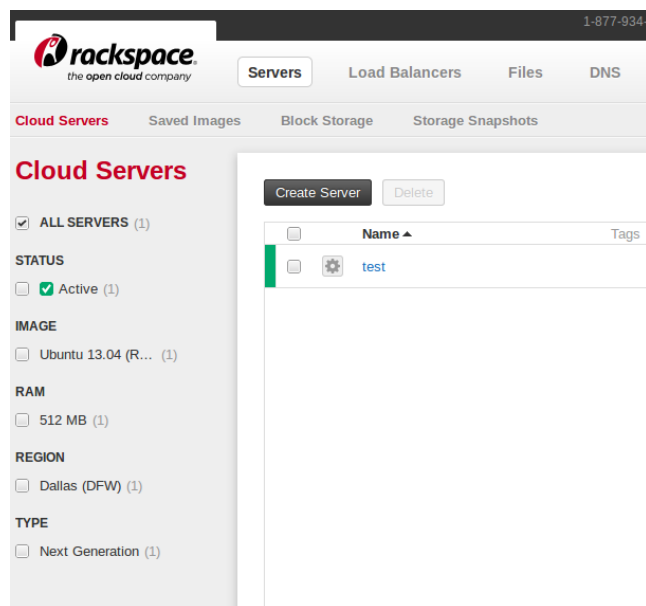 1-877-934-
rackspace.
the open cloud company
Servers Load Balancers Files DNS
Cloud Servers Saved Images Block Storage Storage Snapshots
Cloud Servers
ALL SERVERS (1)
STATUS
Active (1)
IMAGE
Ubuntu 13.04 (R... (1)
RAM
512 MB (1)
REGION
Dallas (DFW) (1)
TYPE
Next Generation (1)
Create Server Delete
Name Tags
test